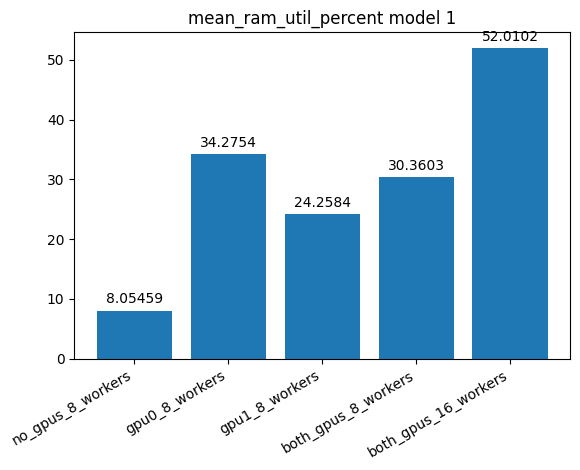 mean_ram_util_percent model 1
52.0102
50
40
34.2754
30.3603
30
24.2584
20
8.05459
10
0
no_gpus_8_workers
gpu0_8_workers
gpu1_8_workers
both_gpus_8_workers
both_gpus_16_workers